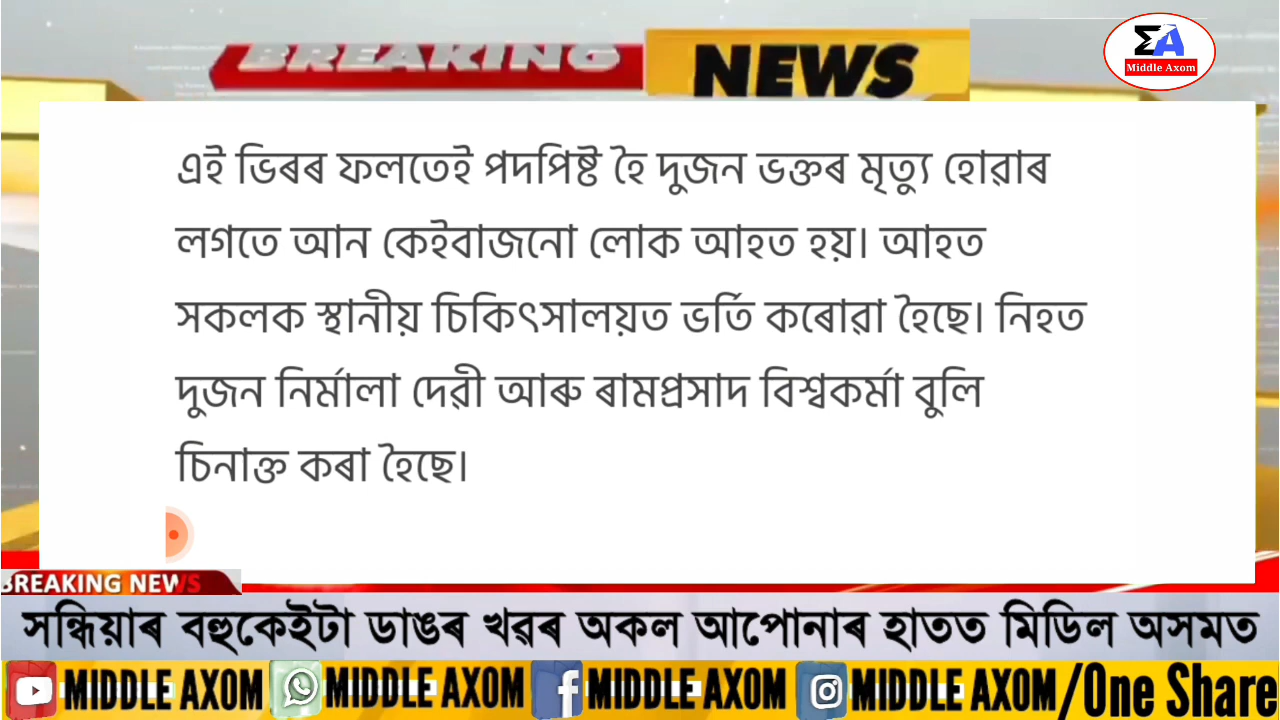 BREAKING NEWS
ΣA
Middle Axom
এই ভিৰৰ ফলতেই পদপিষ্ট হৈ দুজন ভক্তৰ মৃত্যু হোৱাৰ
লগতে আন কেইবাজনো লোক আহত হয়। আহত
সকলক স্থানীয় চিকিৎসালয়ত ভৰ্তি কৰোৱা হৈছে। নিহত
দুজন নিৰ্মালা দেৱী আৰু ৰামপ্ৰসাদ বিশ্বকৰ্মা বুলি
চিনাক্ত কৰা হৈছে।
BREAKING NEWS
সন্ধিয়াৰ বহুকেইটা ডাঙৰ খৱৰ অকল আপোনাৰ হাতত মিডিল অসমত
MIDDLE AXOM MIDDLE AXOM MIDDLE AXOM MIDDLE AXOM/One Share